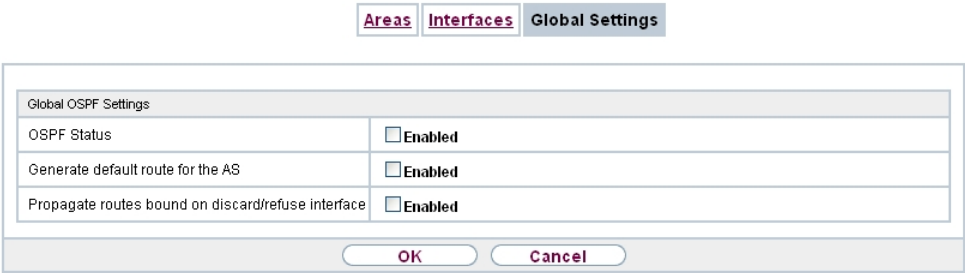 Areas Interfaces Global Settings
Global OSPF Settings
OSPF Status Enabled
Generate default route for the AS Enabled
Propagate routes bound on discard/refuse interface Enabled
OK Cancel